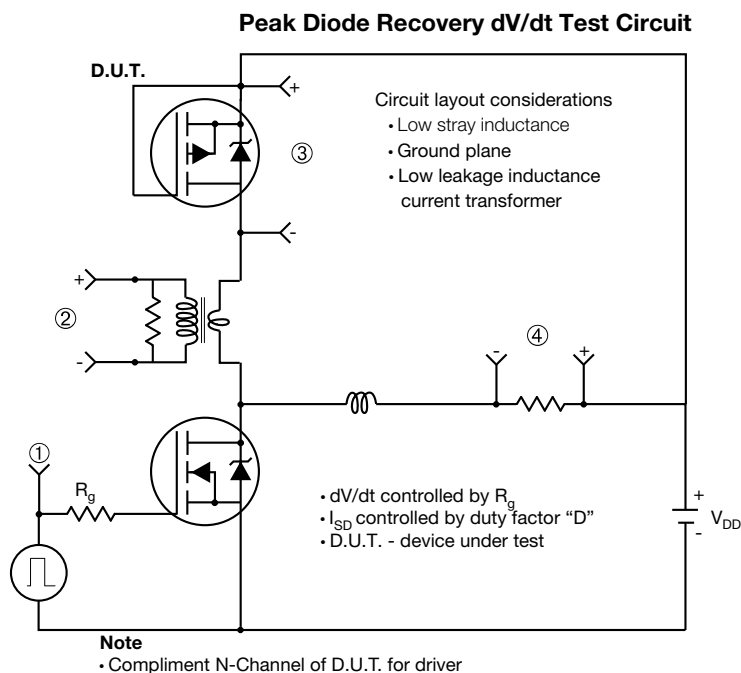 Peak Diode Recovery dV/dt Test Circuit
D.U.T.
+
Circuit layout considerations
• Low stray inductance
③
• Ground plane
• Low leakage inductance
current transformer
-
+
②
-
④
-
+
①
Rg
• dV/dt controlled by Rg
• ISD controlled by duty factor “D”
• D.U.T. - device under test
+
VDD
-
Note
• Compliment N-Channel of D.U.T. for driver